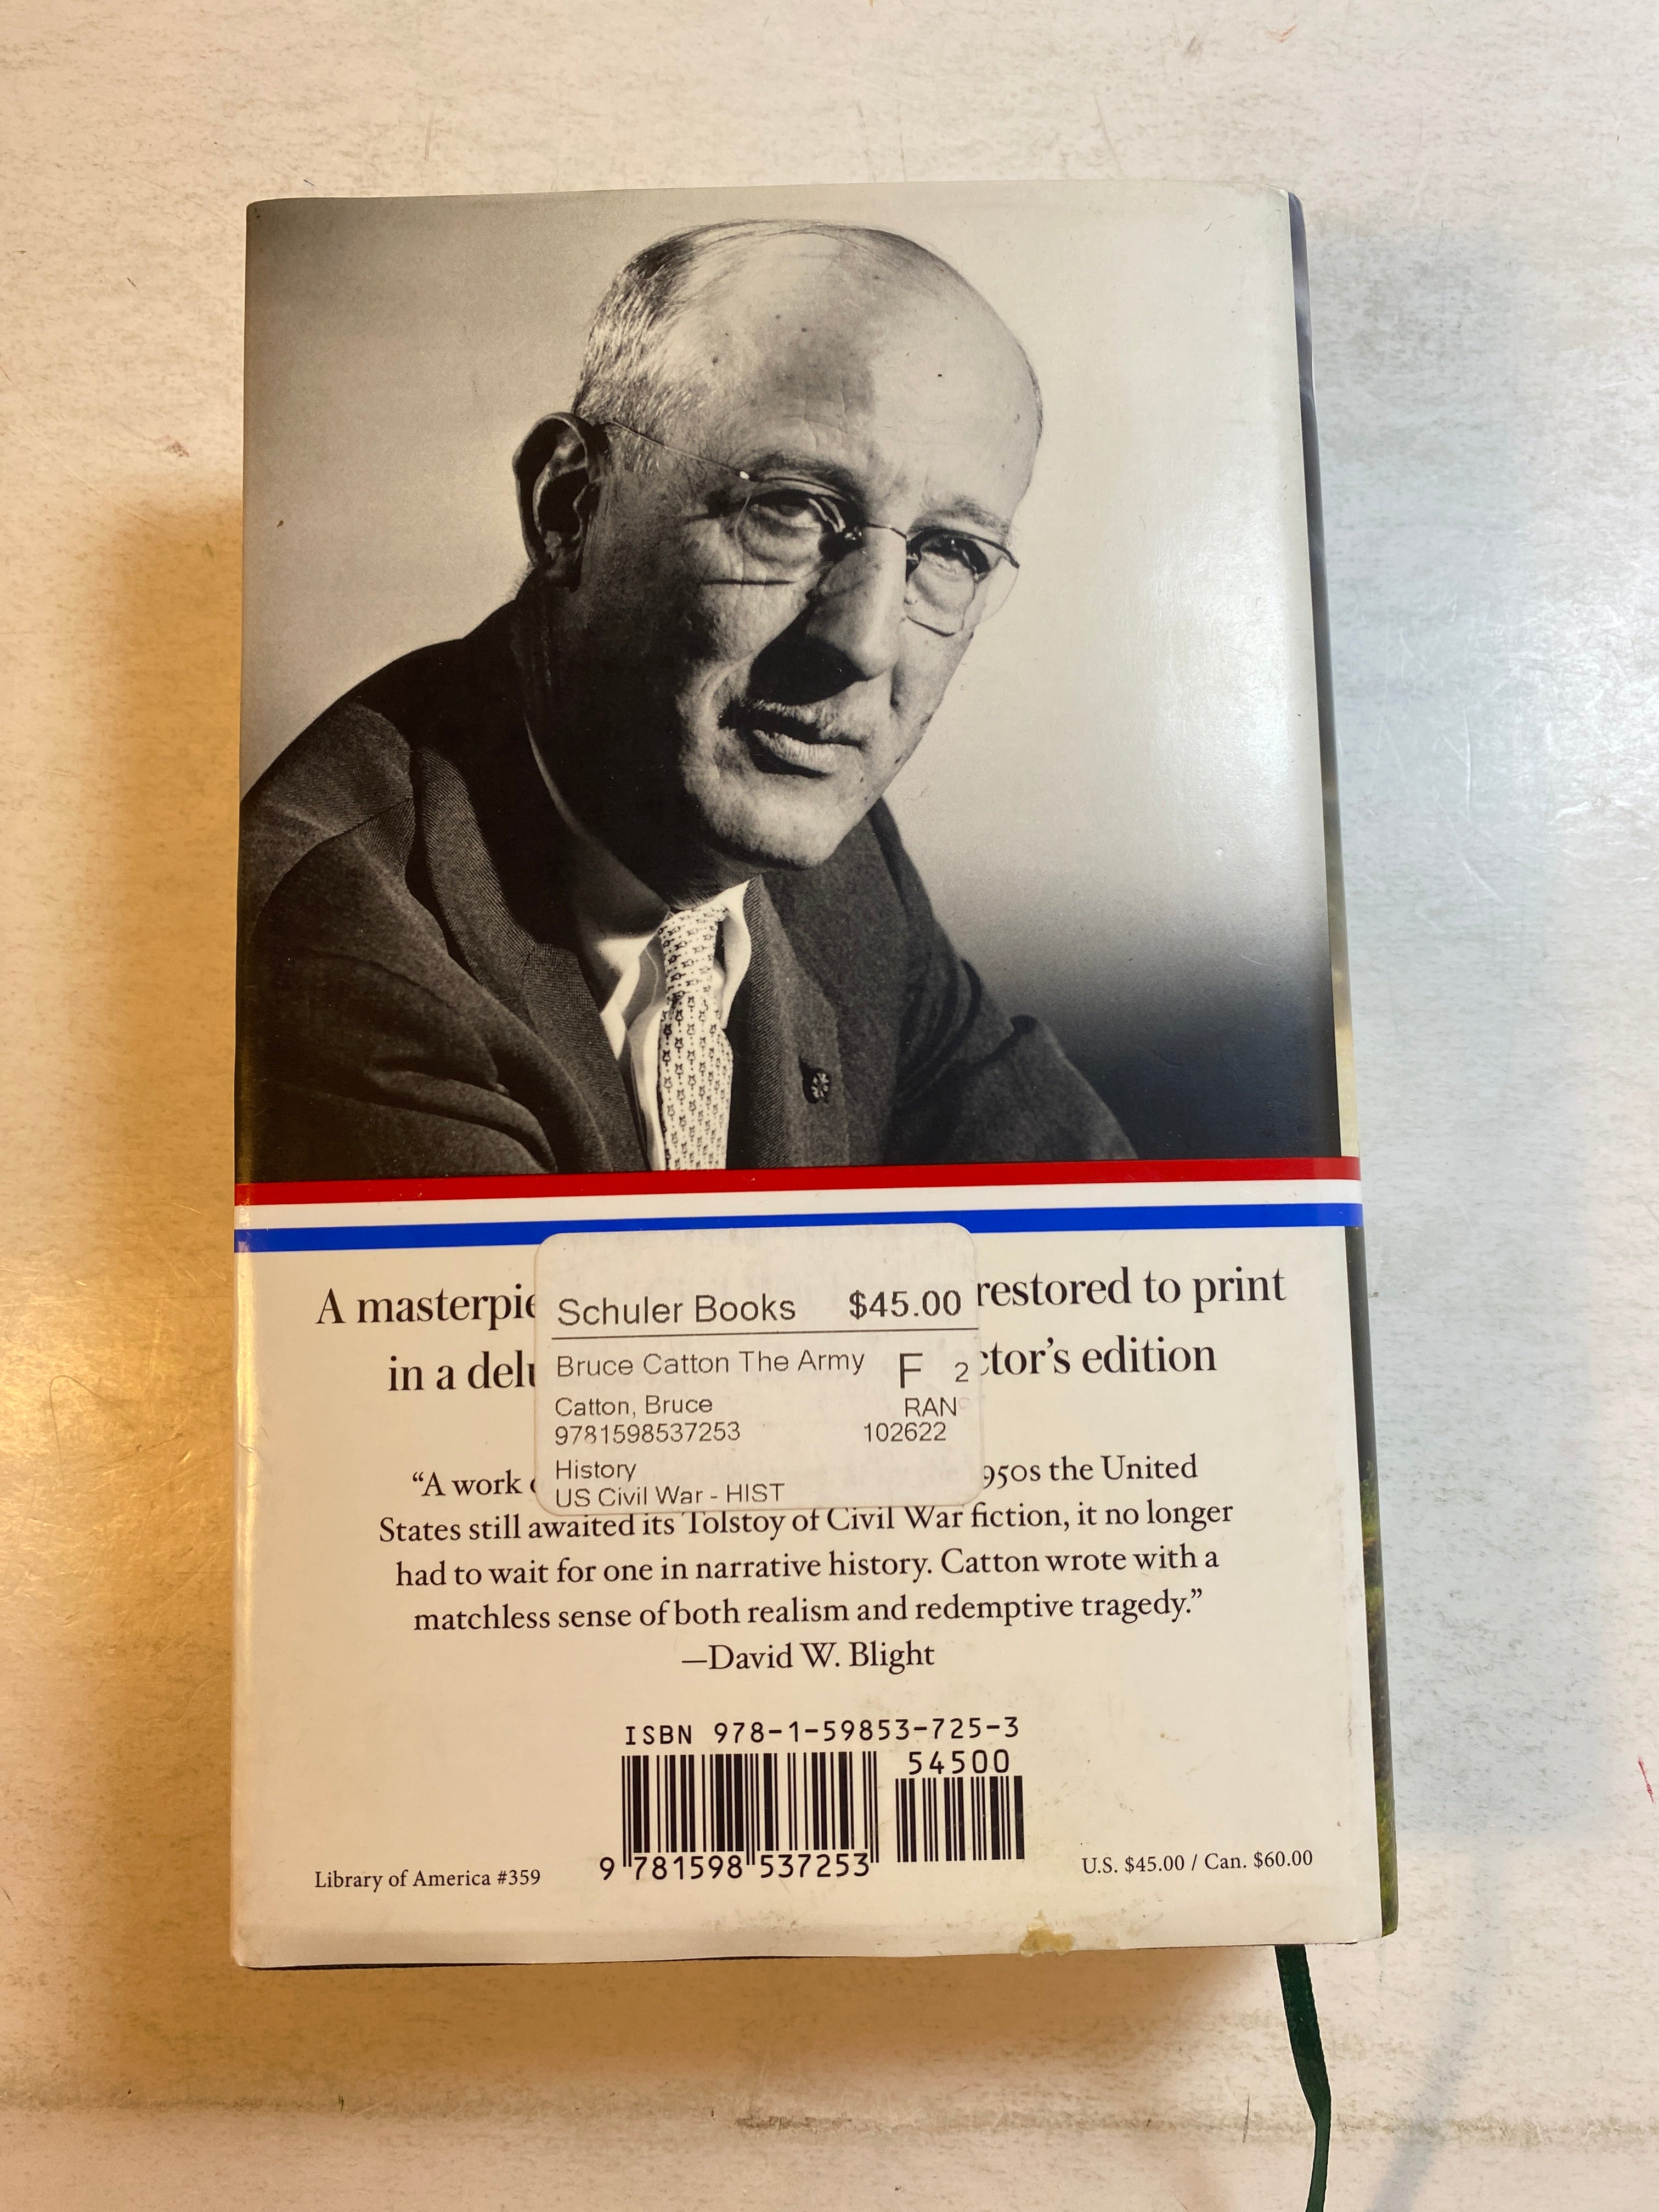 A masterpie restored to print
in a delu ctor's edition
Schuler Books $45.00
Bruce Catton The Army F 2
Catton, Bruce RAN
9781598537253 102622
History
US Civil War - HIST
“A work 950s the United
States still awaited its Tolstoy of Civil War fiction, it no longer
had to wait for one in narrative history. Catton wrote with a
matchless sense of both realism and redemptive tragedy.”
—David W. Blight
ISBN 978-1-59853-725-3
54500
9 781598 537253
Library of America #359
U.S. $45.00 / Can. $60.00